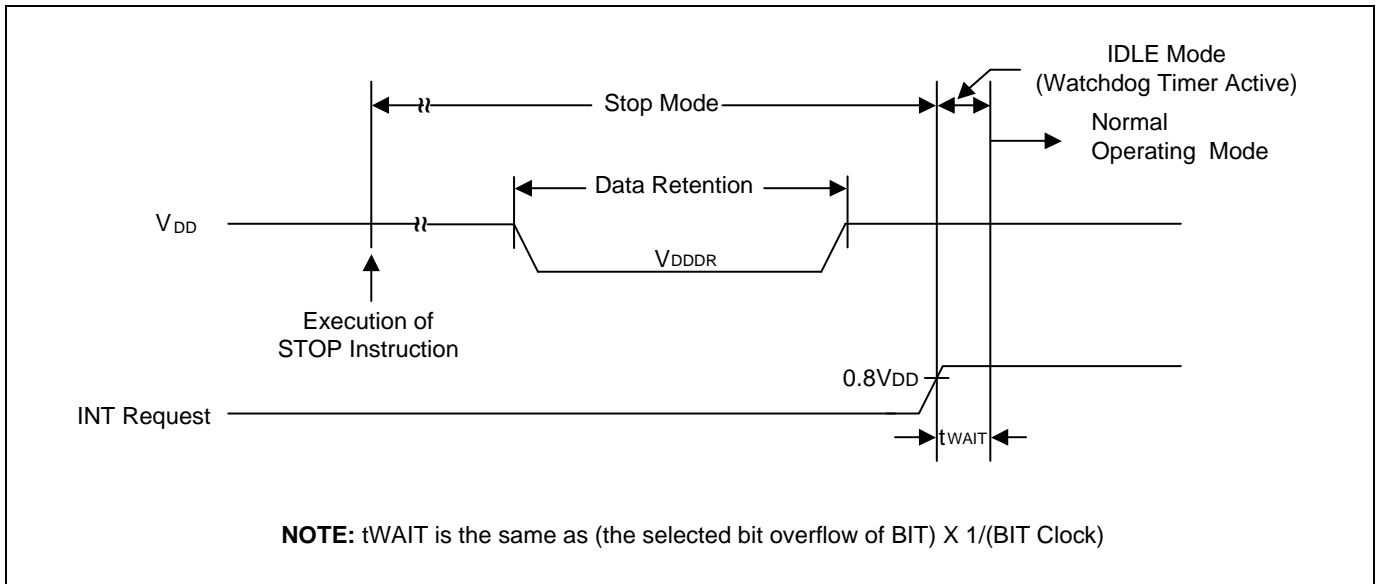 IDLE Mode
(Watchdog Timer Active)
Stop Mode
Normal
Operating Mode
Data Retention
VDD
VDDDR
Execution of
STOP Instruction
0.8VDD
INT Request
tWAIT
NOTE: tWAIT is the same as (the selected bit overflow of BIT) X 1/(BIT Clock)